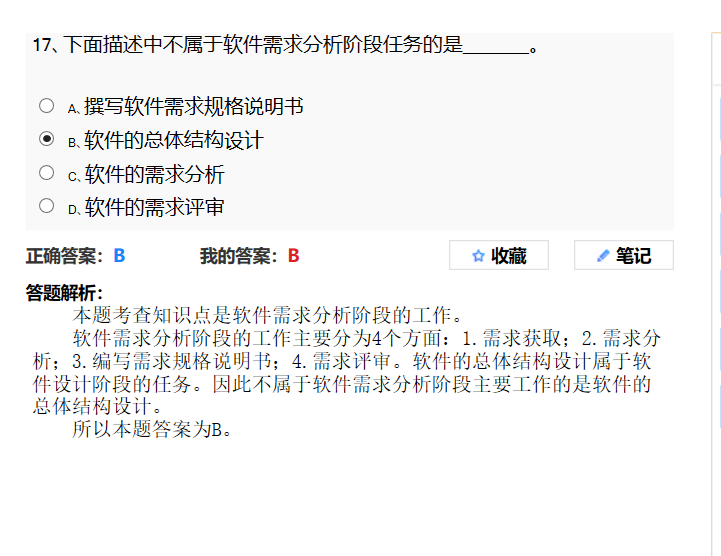 17、下面描述中不属于软件需求分析阶段任务的是_______。
A、撰写软件需求规格说明书
B、软件的总体结构设计
C、软件的需求分析
D、软件的需求评审
正确答案：B 我的答案：B 收藏 笔记
答题解析：
本题考查知识点是软件需求分析阶段的工作。
软件需求分析阶段的工作主要分为4个方面：1.需求获取；2.需求分
析；3.编写需求规格说明书；4.需求评审。软件的总体结构设计属于软
件设计阶段的任务。因此不属于软件需求分析阶段主要工作的是软件的
总体结构设计。
所以本题答案为B。